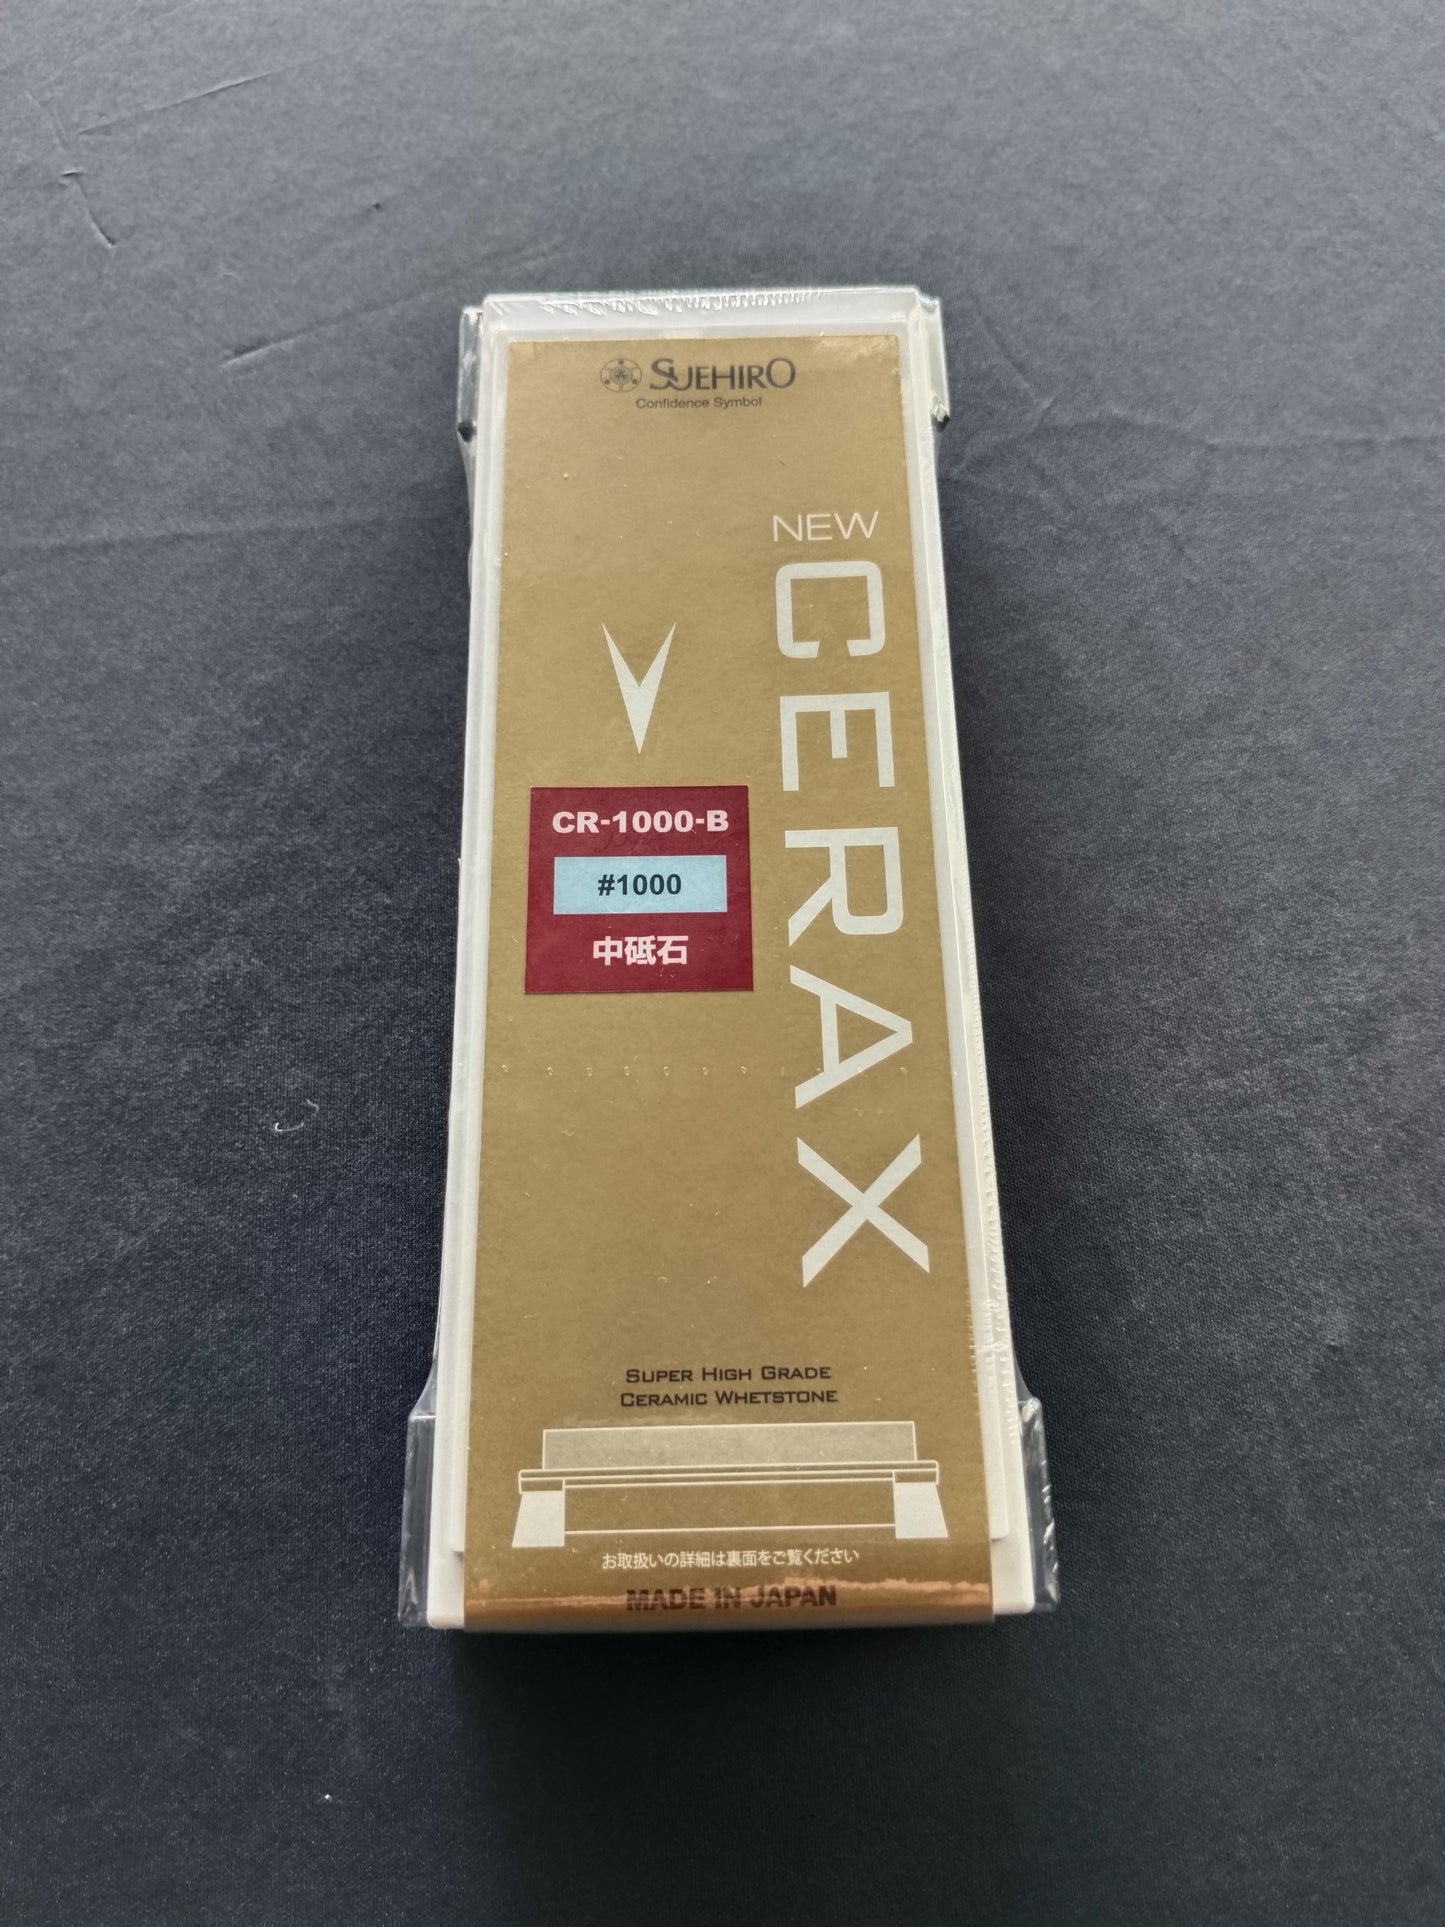 SUEHIRO
Confidence Symbol
NEW
CERAX
CR-1000-B
#1000
中砥石
SUPER HIGH GRADE
CERAMIC WHETSTONE
お取扱いの詳細は裏面をご覧ください
MADE IN JAPAN